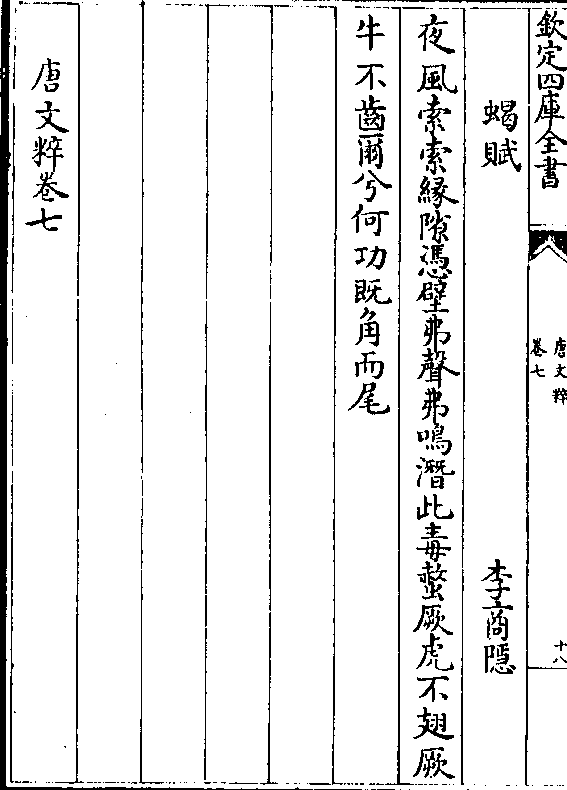 欽定四庫全書
唐文粹
卷七
十八
蝎賦
李商隱
夜風索索緣隙憑壁弗聲弗鳴潛此毒螫厥虎不翅厥
牛不齒爾兮何功既角而尾
唐文粹卷七